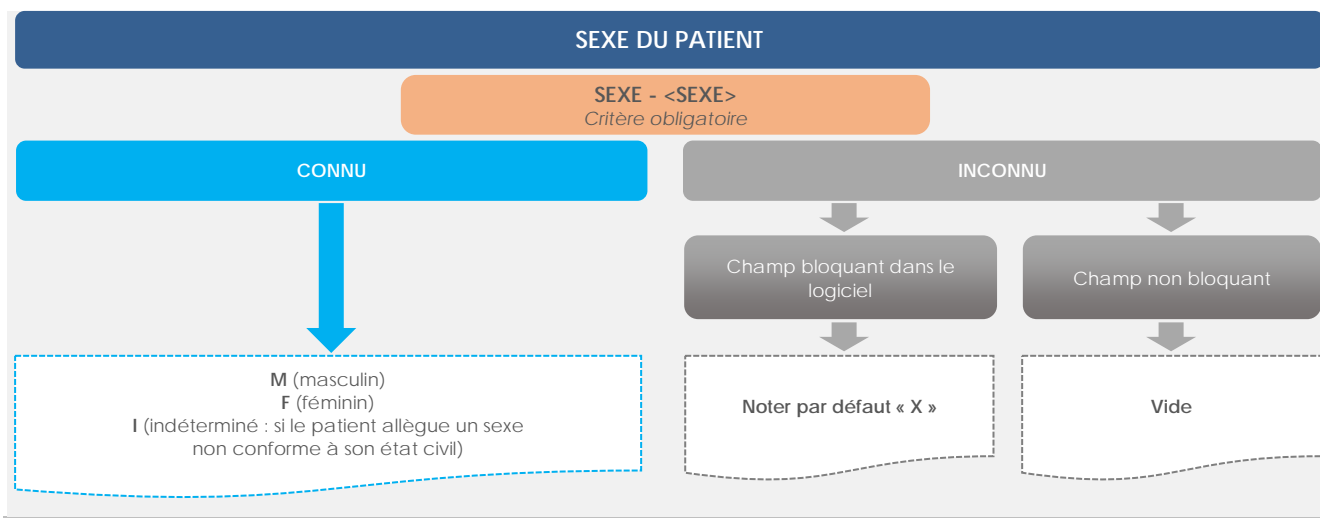 SEXE DU PATIENT
SEXE - <SEXE>
Critère obligatoire
CONNU
INCONNU
Champ bloquant dans le
logiciel
Champ non bloquant
M (masculin)
F (féminin)
I (indéterminé : si le patient allègue un sexe
non conforme à son état civil)
Noter par défaut « X »
Vide